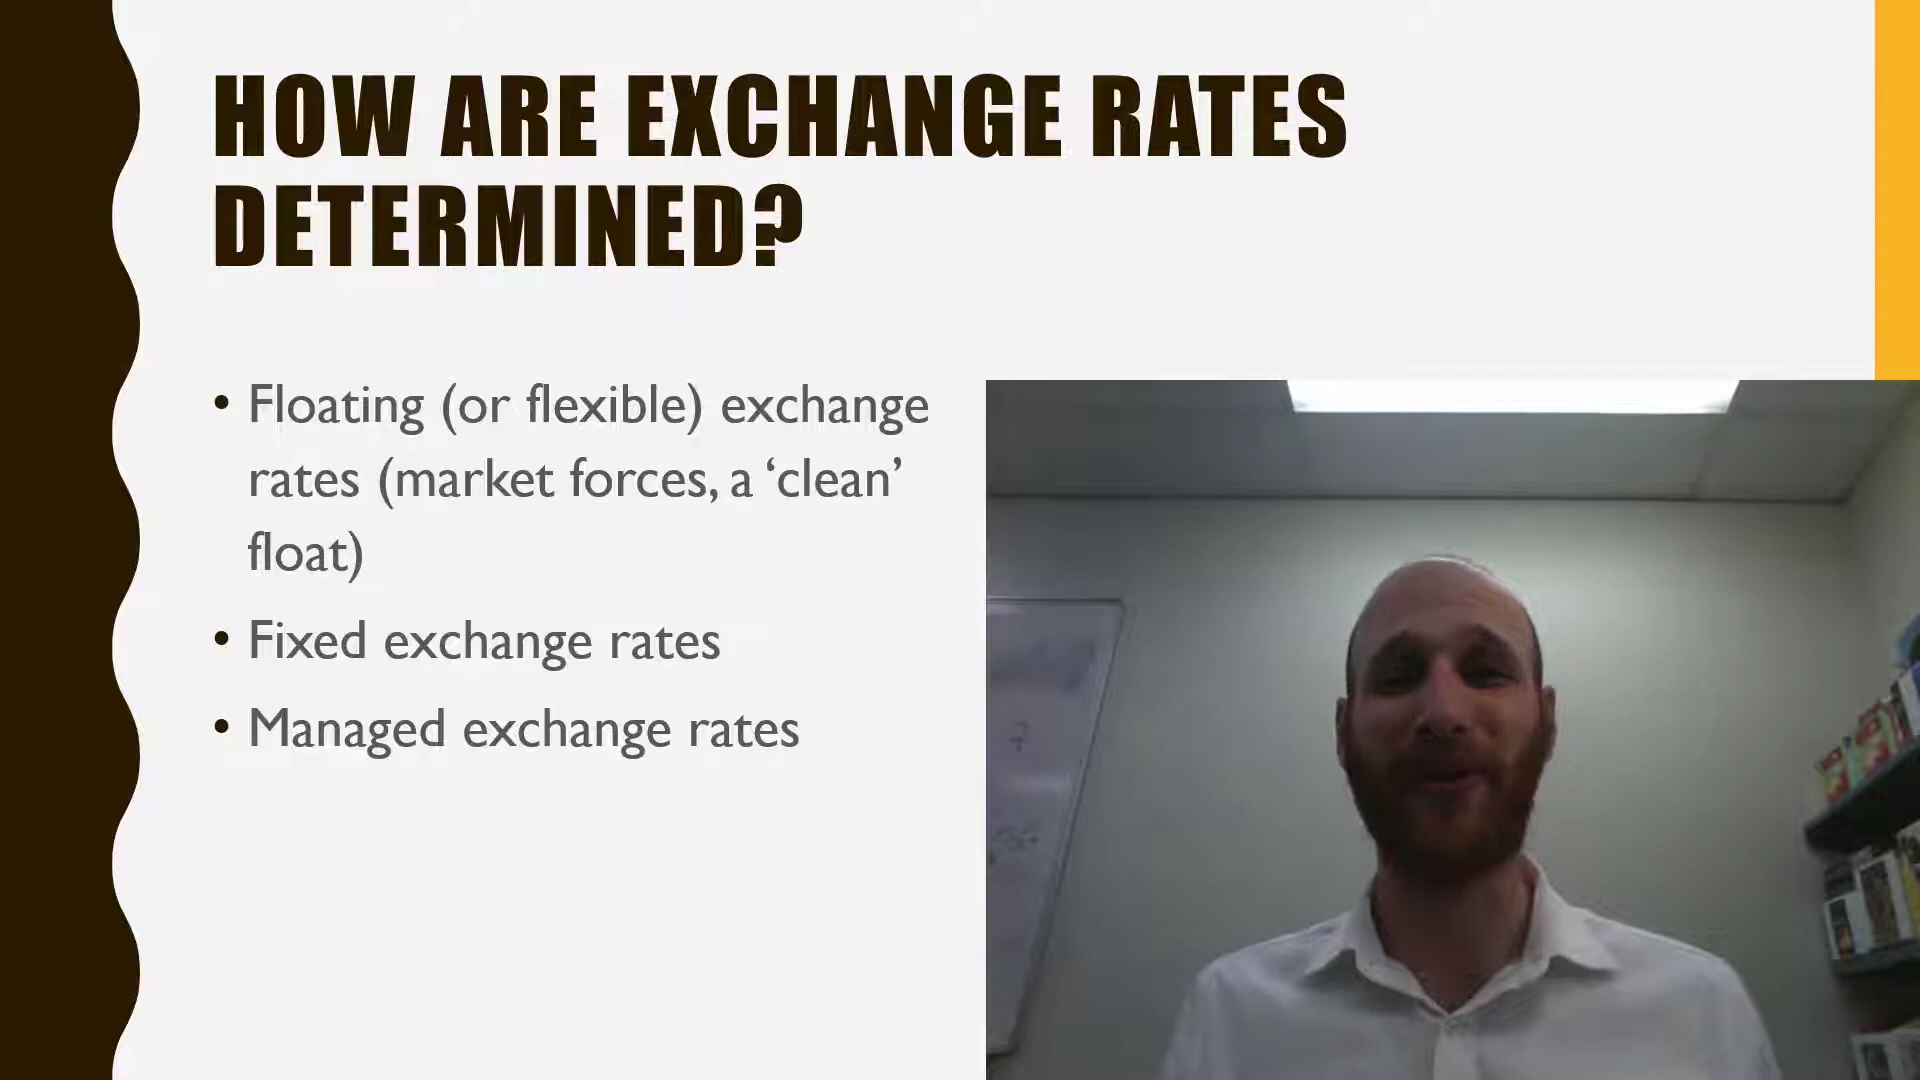 HOW ARE EXCHANGE RATES
DETERMINED?
• Floating (or flexible) exchange
rates (market forces, a ‘clean’
float)
• Fixed exchange rates
• Managed exchange rates